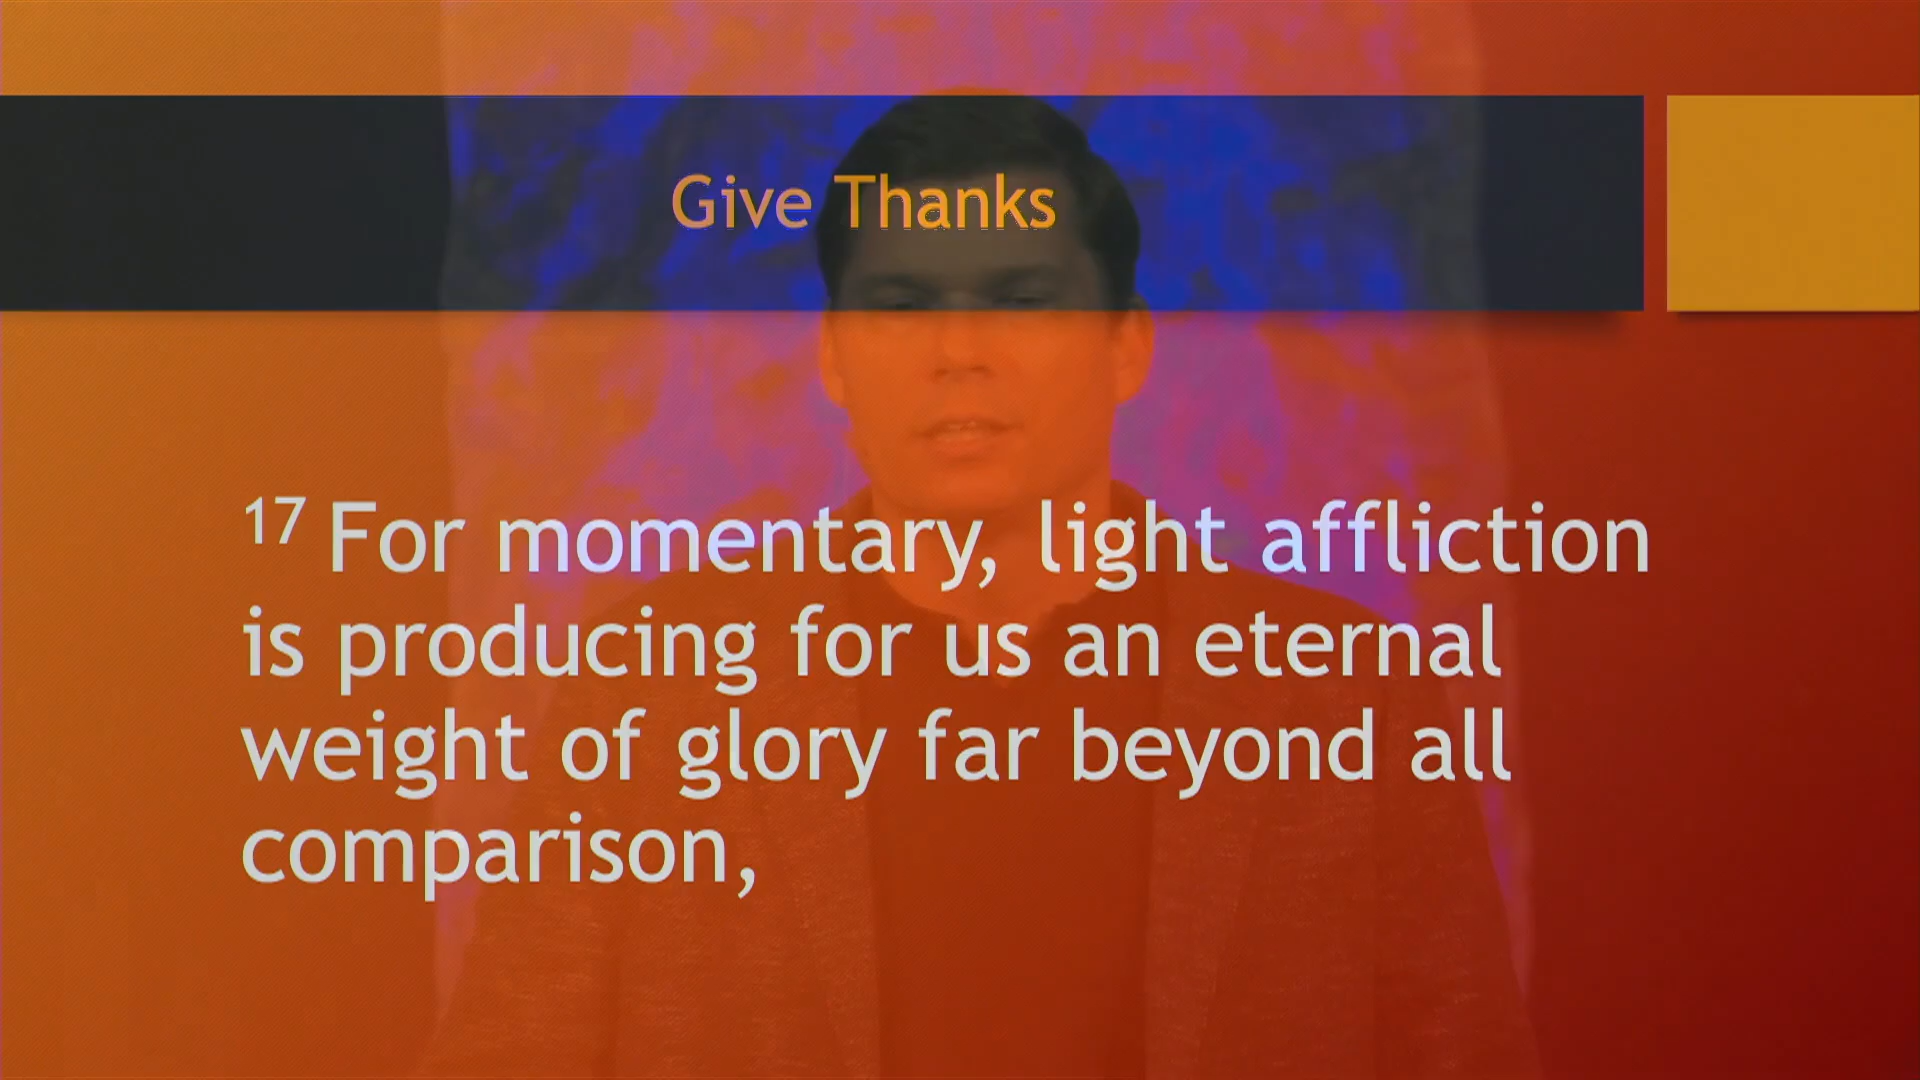 Give Thanks
17 For momentary, light affliction
is producing for us an eternal
weight of glory far beyond all
comparison,